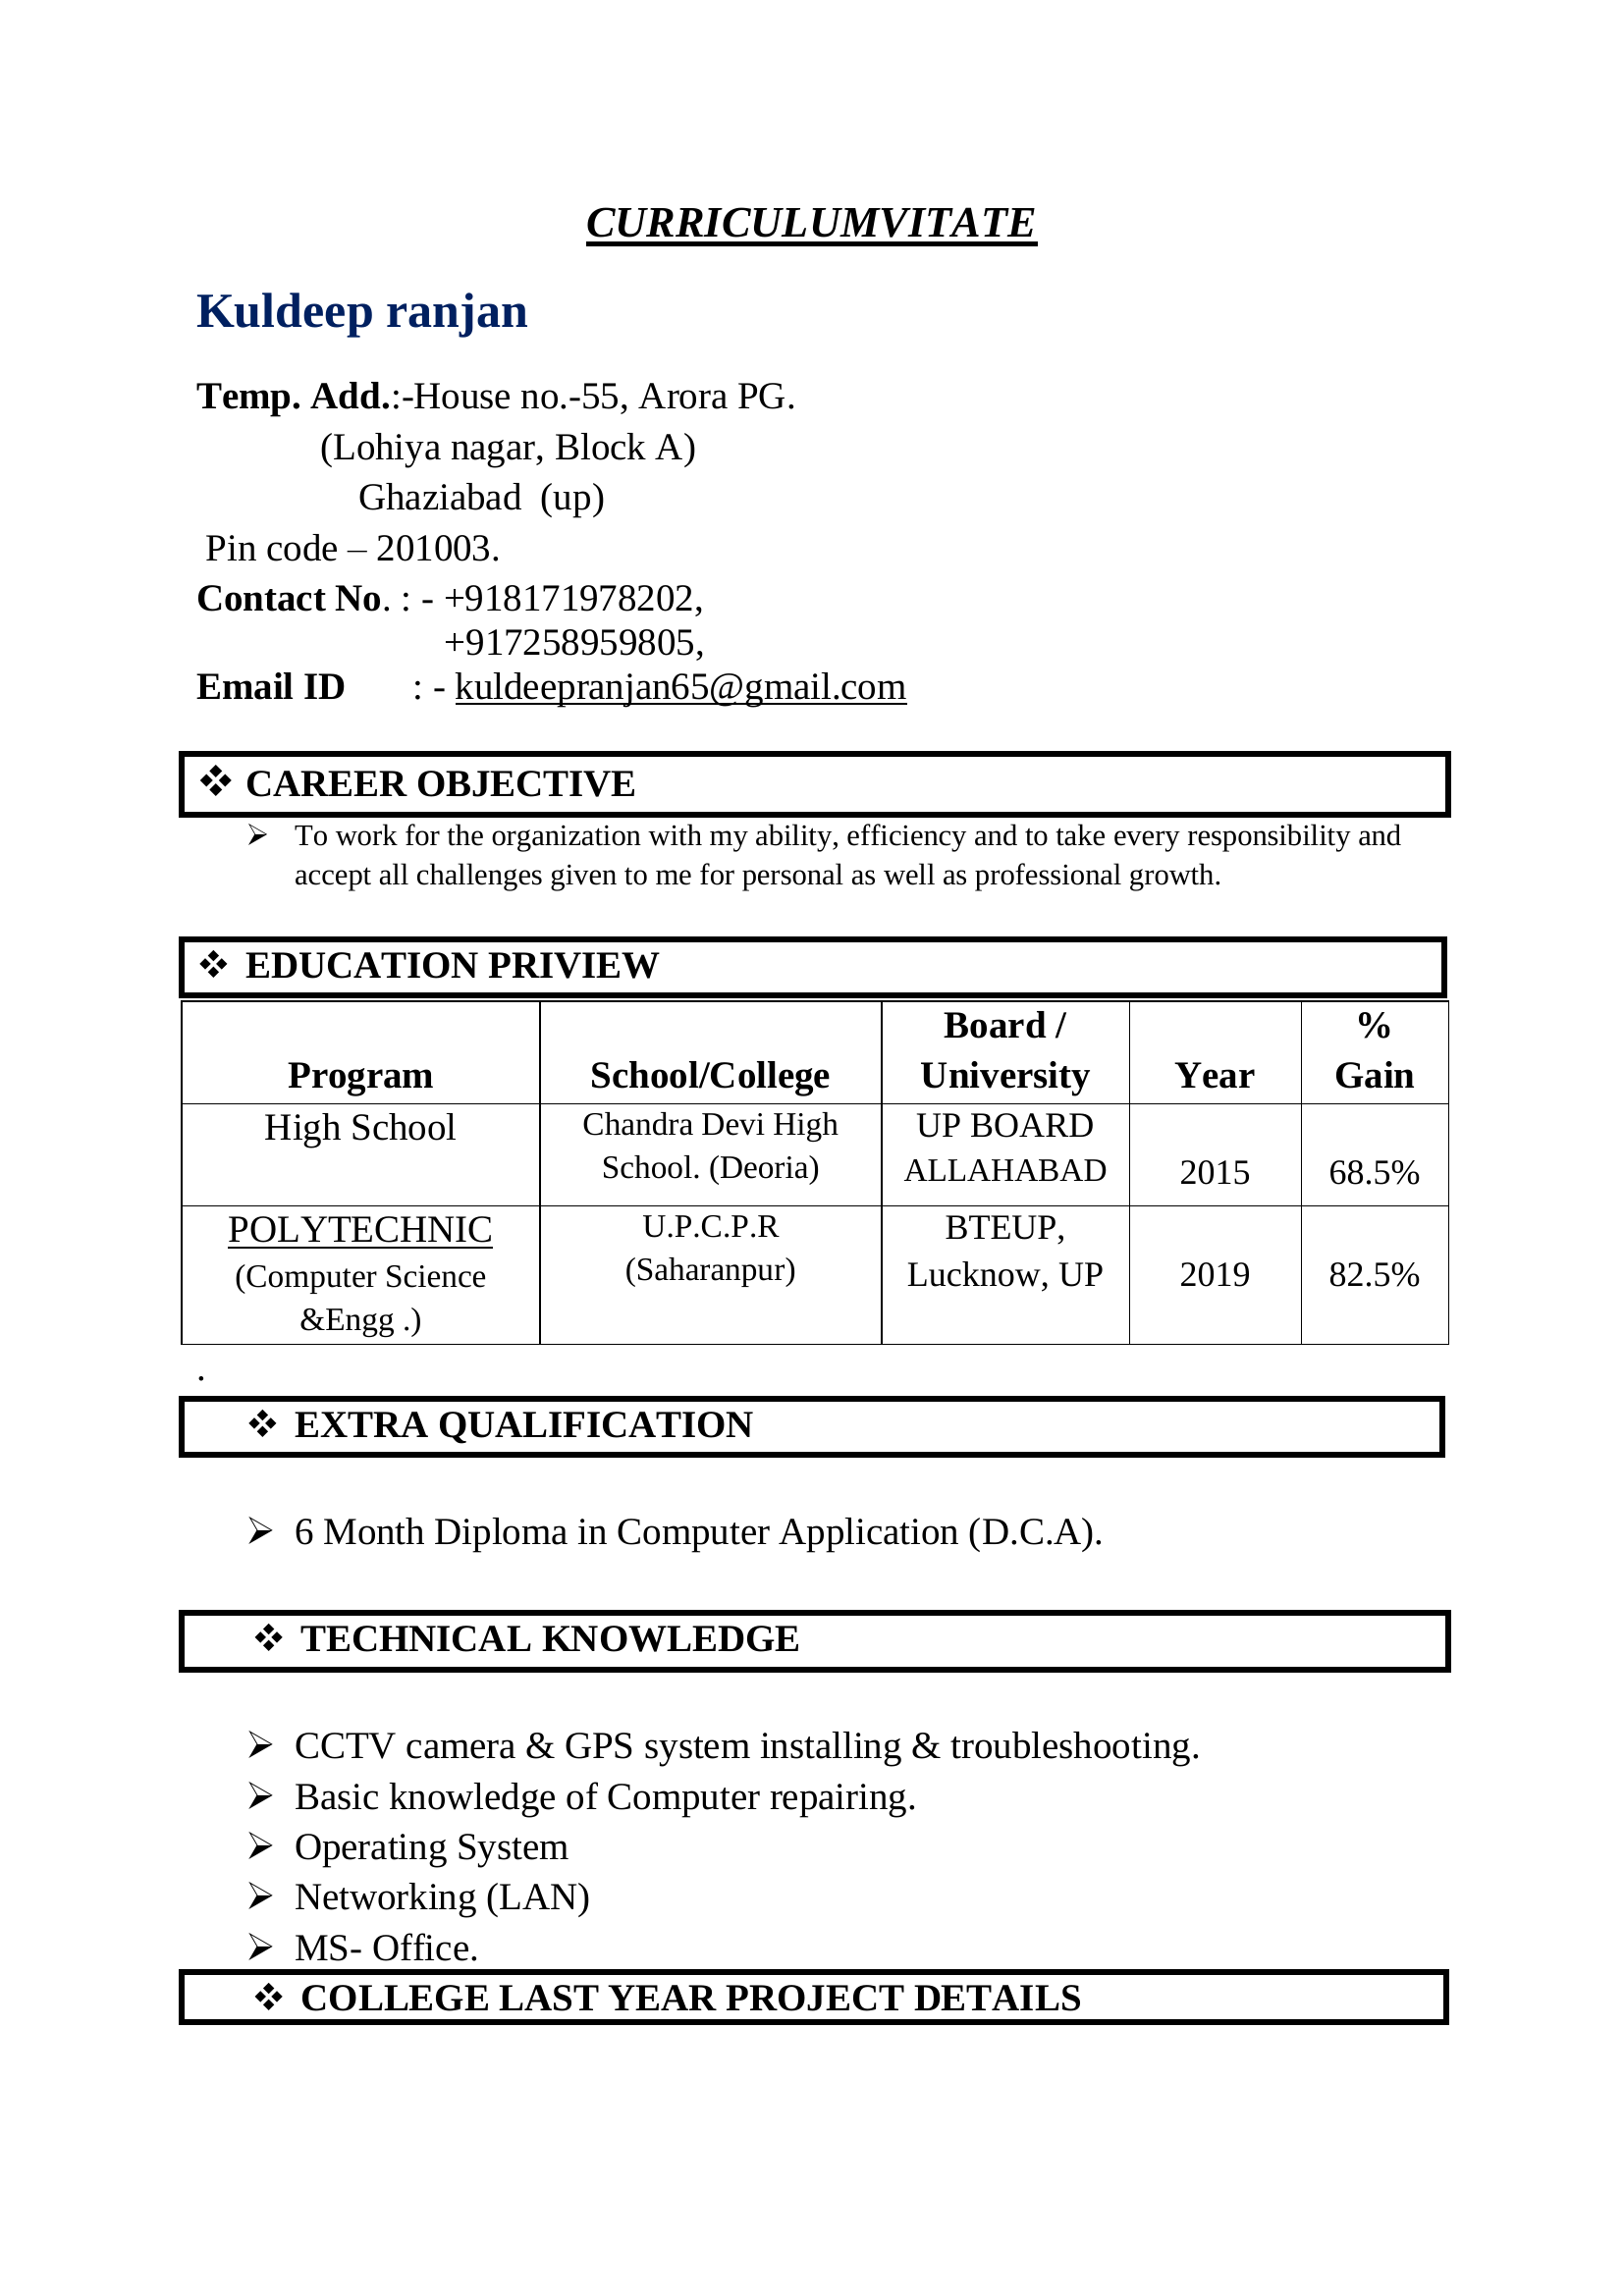 CURRICULUMVITATE
Kuldeep ranjan
Temp. Add.:-House no.-55, Arora PG.
(Lohiya nagar, Block A)
Ghaziabad (up)
Pin code – 201003.
Contact No. : - +918171978202,
+917258959805,
Email ID : - kuldeepranjan65@gmail.com
❖ CAREER OBJECTIVE
➢ To work for the organization with my ability, efficiency and to take every responsibility and
accept all challenges given to me for personal as well as professional growth.
❖ EDUCATION PRIVIEW
Program School/College Board / University Year % Gain
High School Chandra Devi High School. (Deoria) UP BOARD ALLAHABAD 2015 68.5%
POLYTECHNIC (Computer Science &Engg .) U.P.C.P.R (Saharanpur) BTEUP, Lucknow, UP 2019 82.5%
.
❖ EXTRA QUALIFICATION
➢ 6 Month Diploma in Computer Application (D.C.A).
❖ TECHNICAL KNOWLEDGE
➢ CCTV camera & GPS system installing & troubleshooting.
➢ Basic knowledge of Computer repairing.
➢ Operating System
➢ Networking (LAN)
➢ MS- Office.
❖ COLLEGE LAST YEAR PROJECT DETAILS